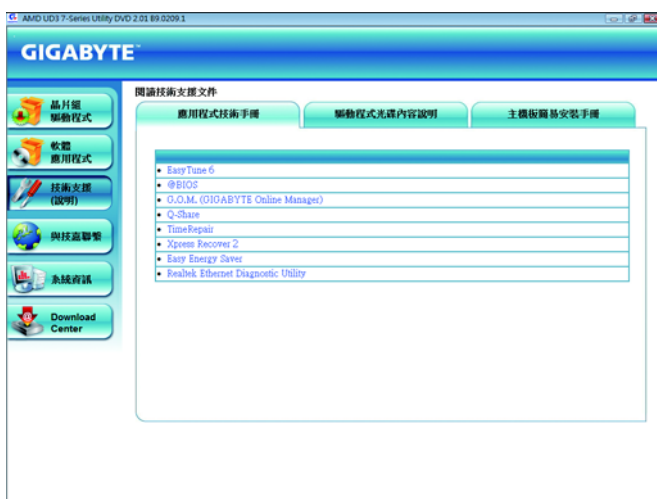 AMD UD3 7-Series Utility DVD 2.01 B9.0209.1
GIGABYTE™
閱讀技術支援文件
晶片組
驅動程式
軟體
應用程式
技術支援
(說明)
與技嘉聯繫
系統資訊
Download
Center
應用程式技術手冊
驅動程式光碟內容說明
主機板簡易安裝手冊
• EasyTune 6
• @BIOS
• G.O.M. (GIGABYTE Online Manager)
• Q-Share
• TimeRepair
• Xpress Recover 2
• Easy Energy Saver
• Realtek Ethernet Diagnostic Utility